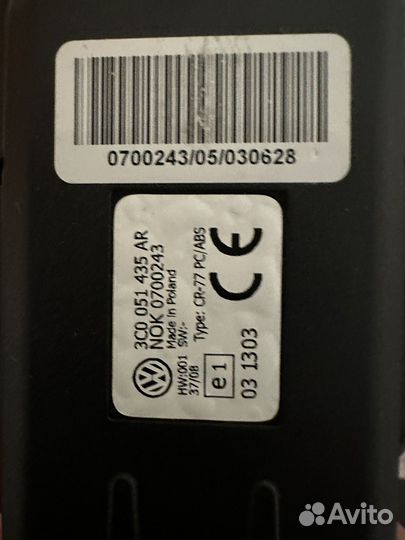 0700243/05/030628
3C0 051 435 AR
NOK 0700243
Made in Poland
HW:001 SW:-
37/08 Type: CR-77 PC/ABS
CE
e1
03 1303
Avito